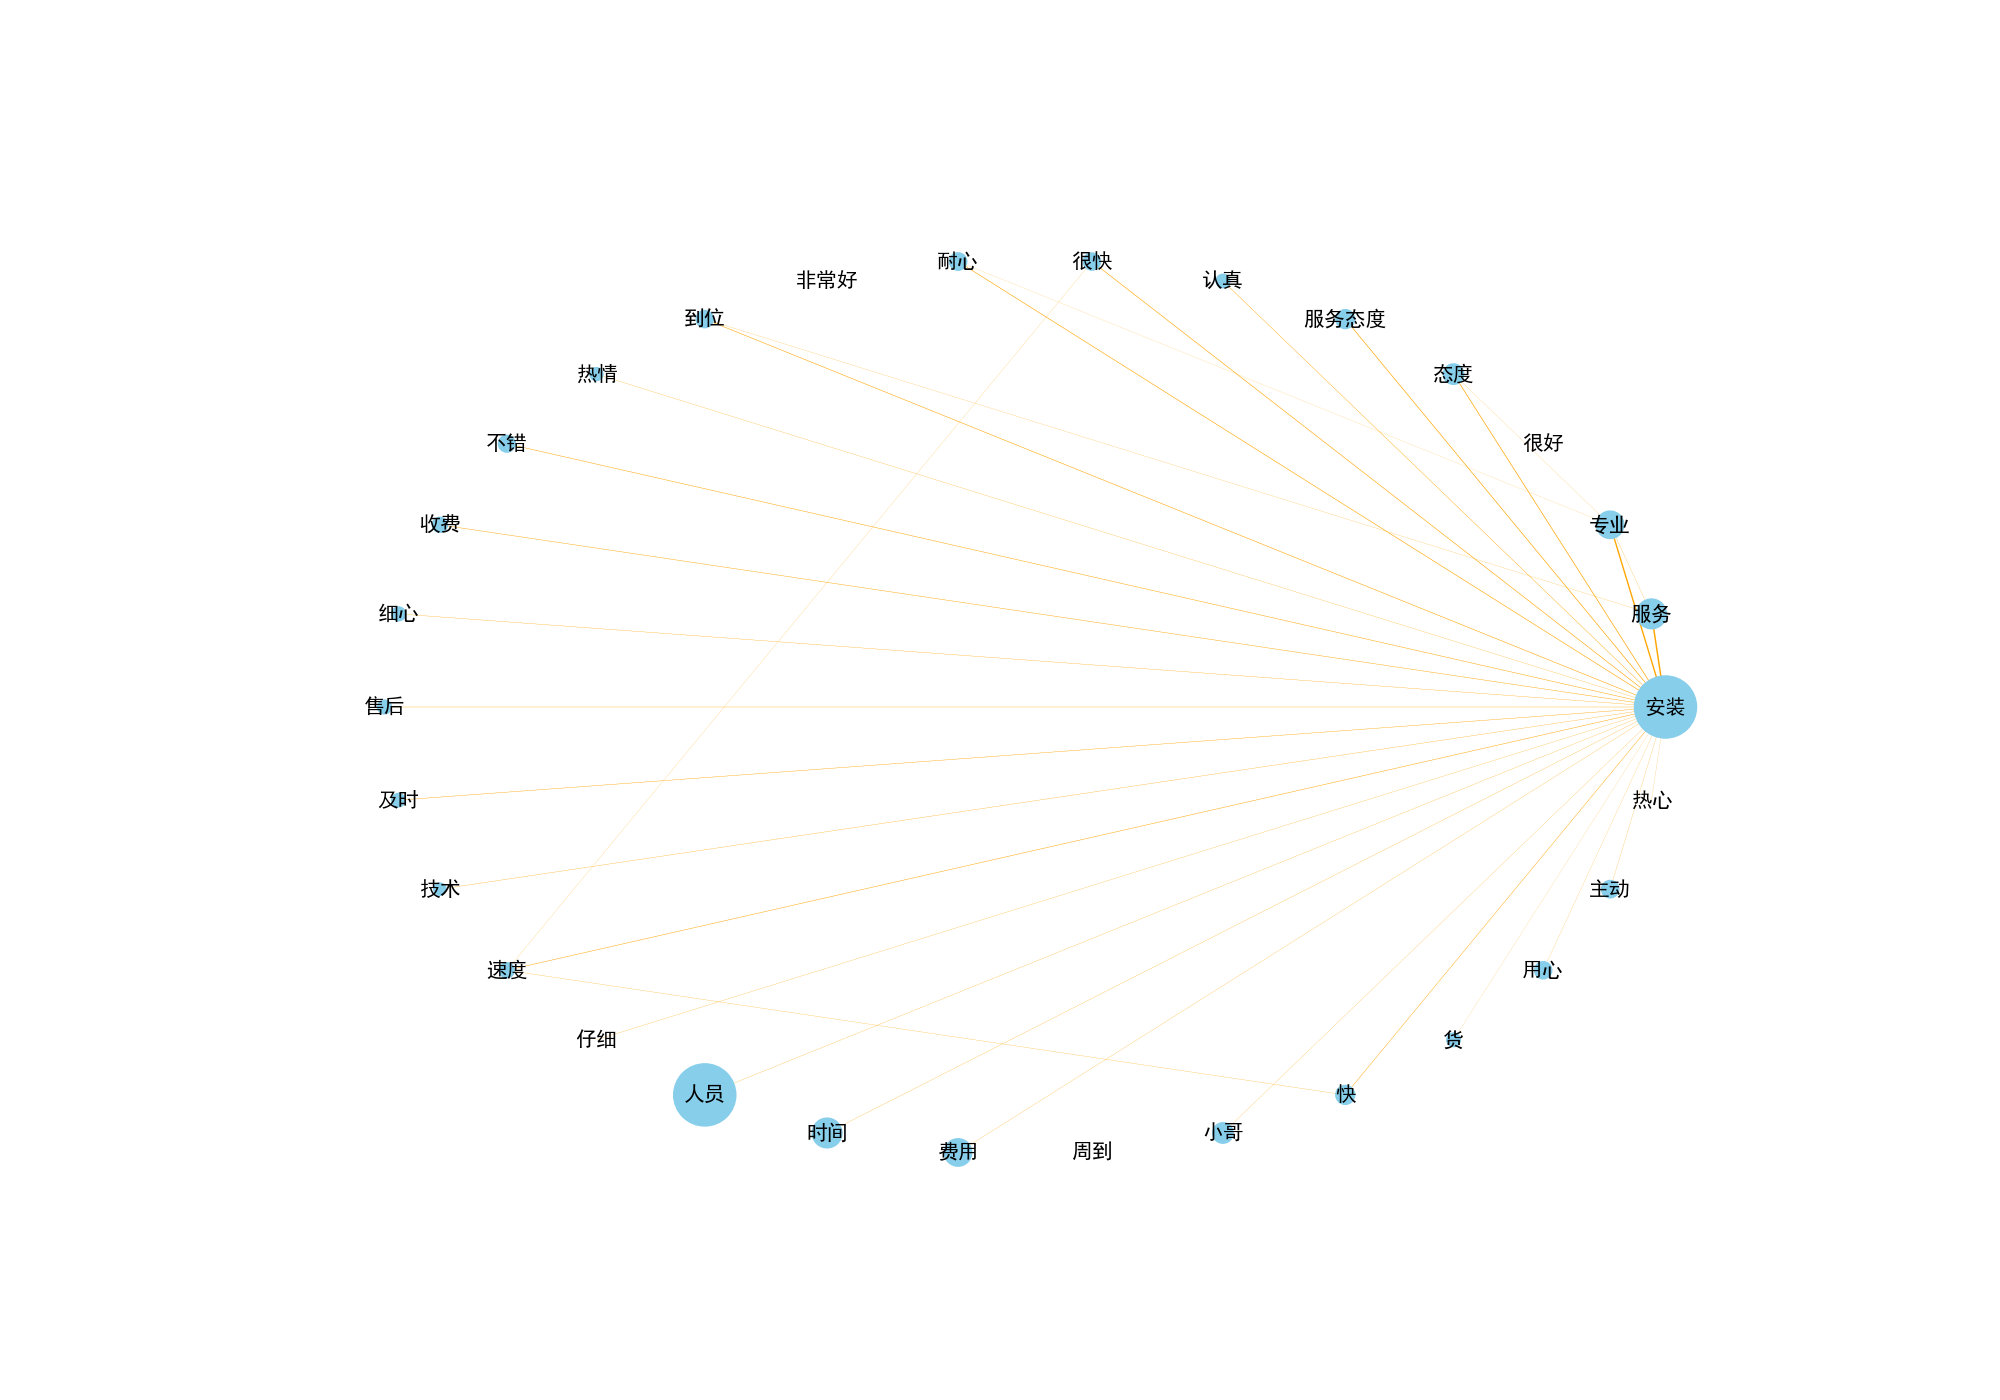 耐心
很快
非常好
认真
到位
服务态度
热情
态度
不错
很好
收费
专业
细心
服务
售后
安装
及时
热心
技术
主动
速度
用心
仔细
货
人员
快
时间
小哥
费用
周到